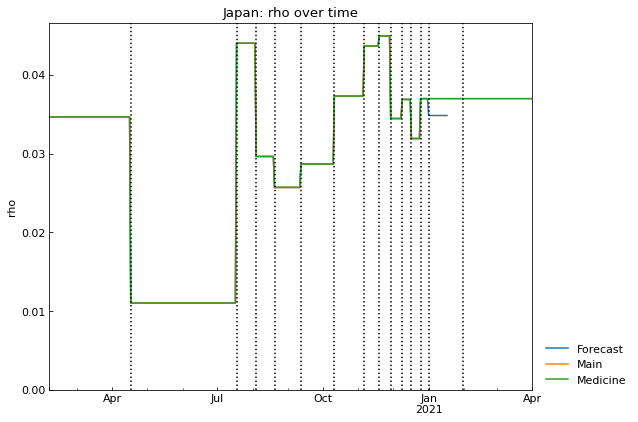 Japan: rho over time
0.04
0.03
0.02
0.01
0.00
rho
Apr
Jul
Oct
Jan
2021
Apr
Forecast
Main
Medicine